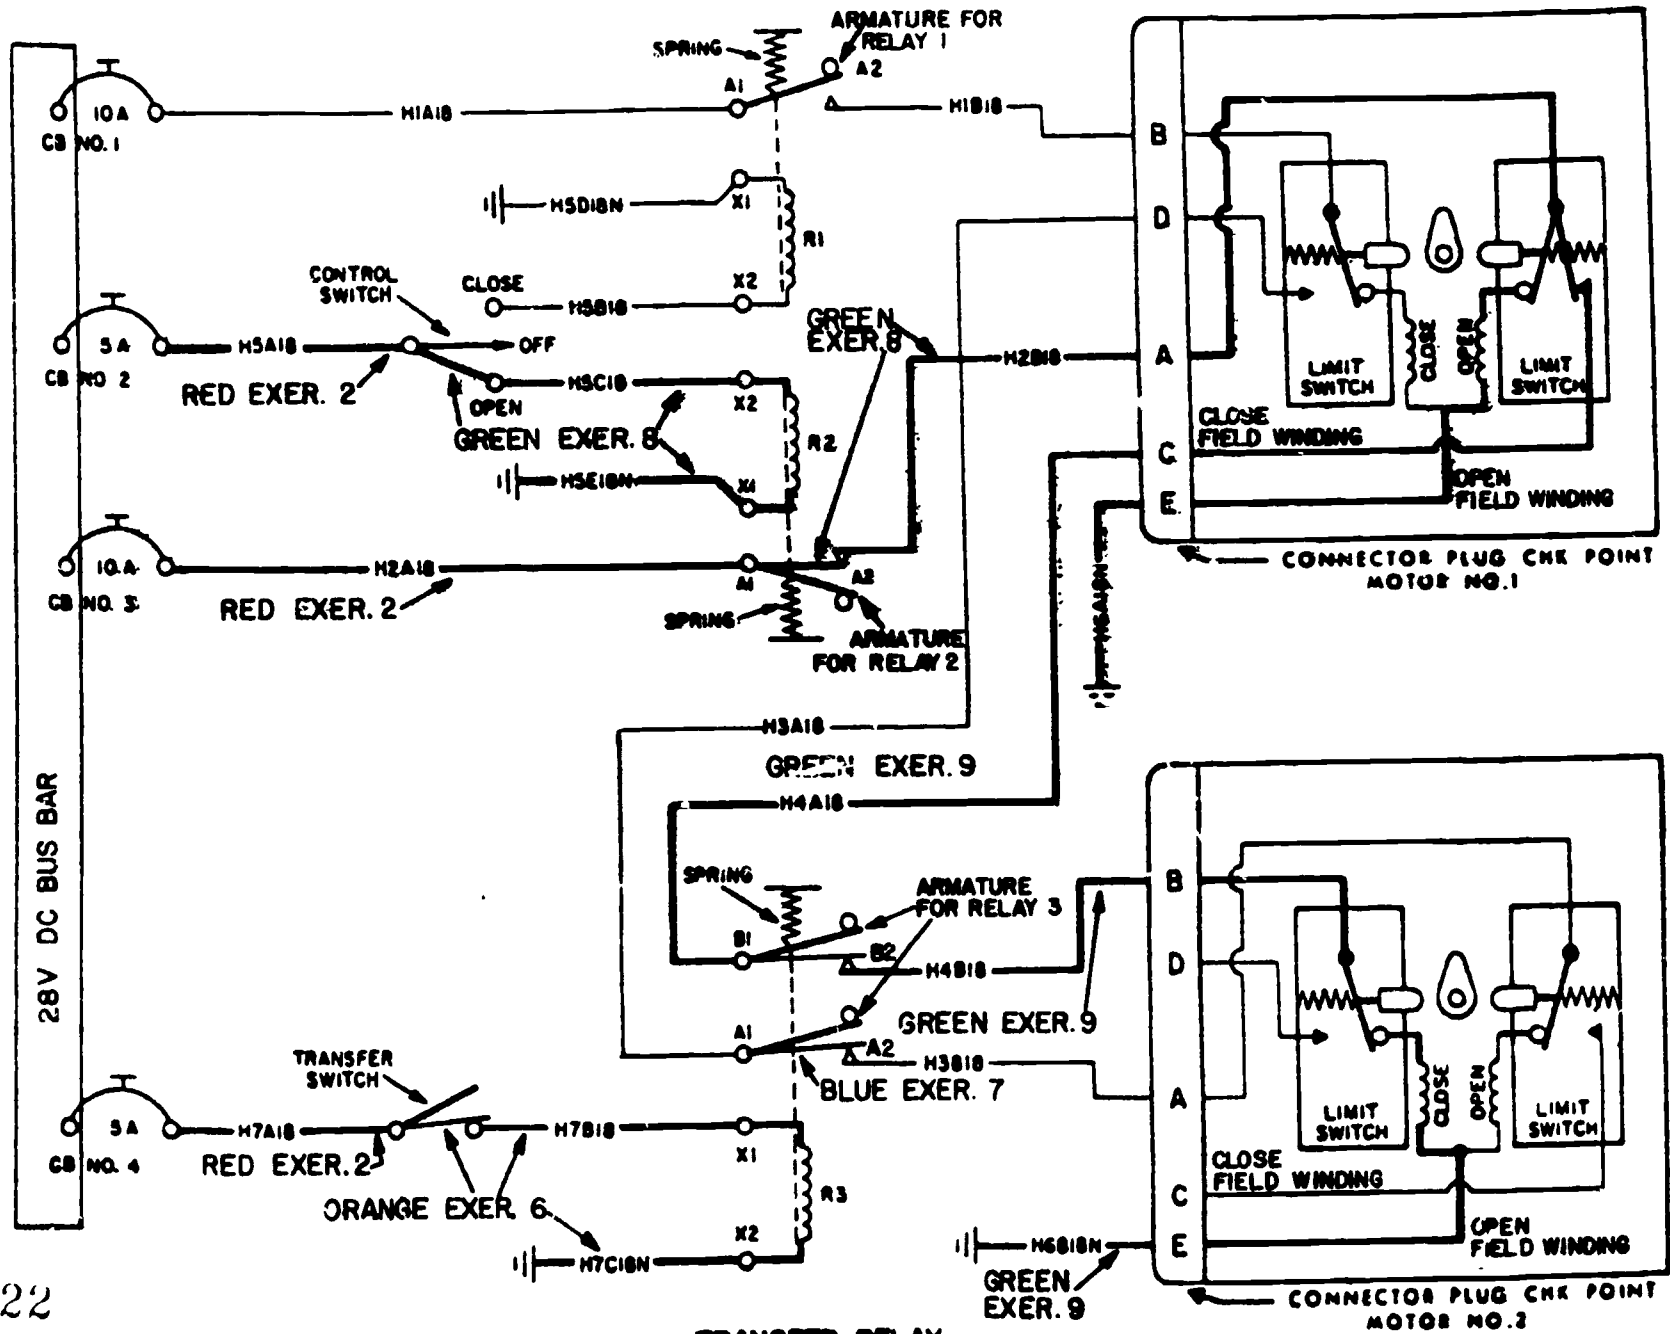 ARMATURE FOR
RELAY 1
SPRING
A1
A2
10A
CB NO. 1
H1A18
H1B18
B
H5D18N
X1
R1
D
CONTROL
SWITCH
CLOSE
X2
H5B18
GREEN
EXER. 8
5A
CB NO. 2
H5A18
OFF
RED EXER. 2
H5C18
X2
OPEN
GREEN EXER. 8
R2
H2B18
A
LIMIT
SWITCH
CLOSE
OPEN
LIMIT
SWITCH
CLOSE
FIELD WINDING
C
H5E18N
X1
E
OPEN
FIELD WINDING
10A
CB NO. 3
H2A18
A1
A2
RED EXER. 2
SPRING
ARMATURE
FOR RELAY 2
H6A18N
CONNECTOR PLUG CHK POINT
MOTOR NO. 1
H3A18
GREEN EXER. 9
H4A18
28V DC BUS BAR
SPRING
ARMATURE
FOR RELAY 3
B
B1
B2
H4B18
D
GREEN EXER. 9
A1
A2
H3B18
BLUE EXER. 7
A
TRANSFER
SWITCH
5A
CB NO. 4
H7A18
H7B18
RED EXER. 2
X1
R3
ORANGE EXER. 6
LIMIT
SWITCH
CLOSE
OPEN
LIMIT
SWITCH
CLOSE
FIELD WINDING
C
X2
H7C18N
H6B18N
E
OPEN
FIELD WINDING
GREEN
EXER. 9
CONNECTOR PLUG CHK POINT
MOTOR NO. 2
22
TRANSFER RELAY